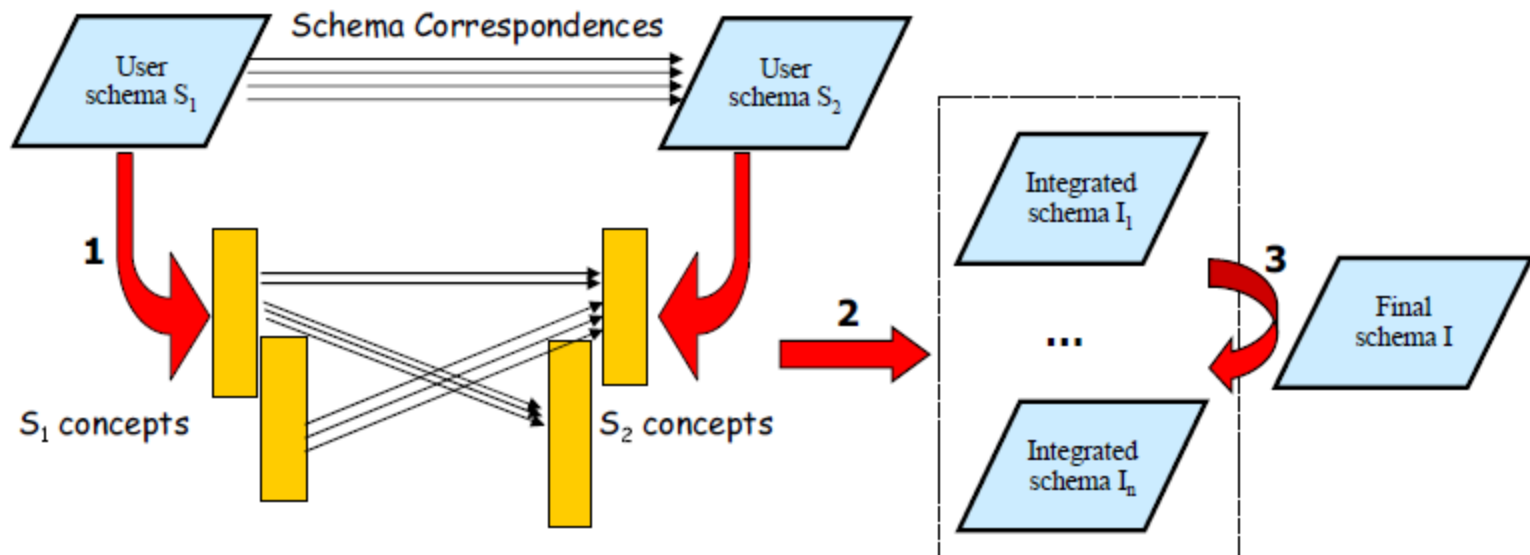 Schema Correspondences
User
schema S₁
User
schema S₂
1
S₁ concepts
S₂ concepts
2
Integrated
schema I₁
...
Integrated
schema Iₙ
3
Final
schema I